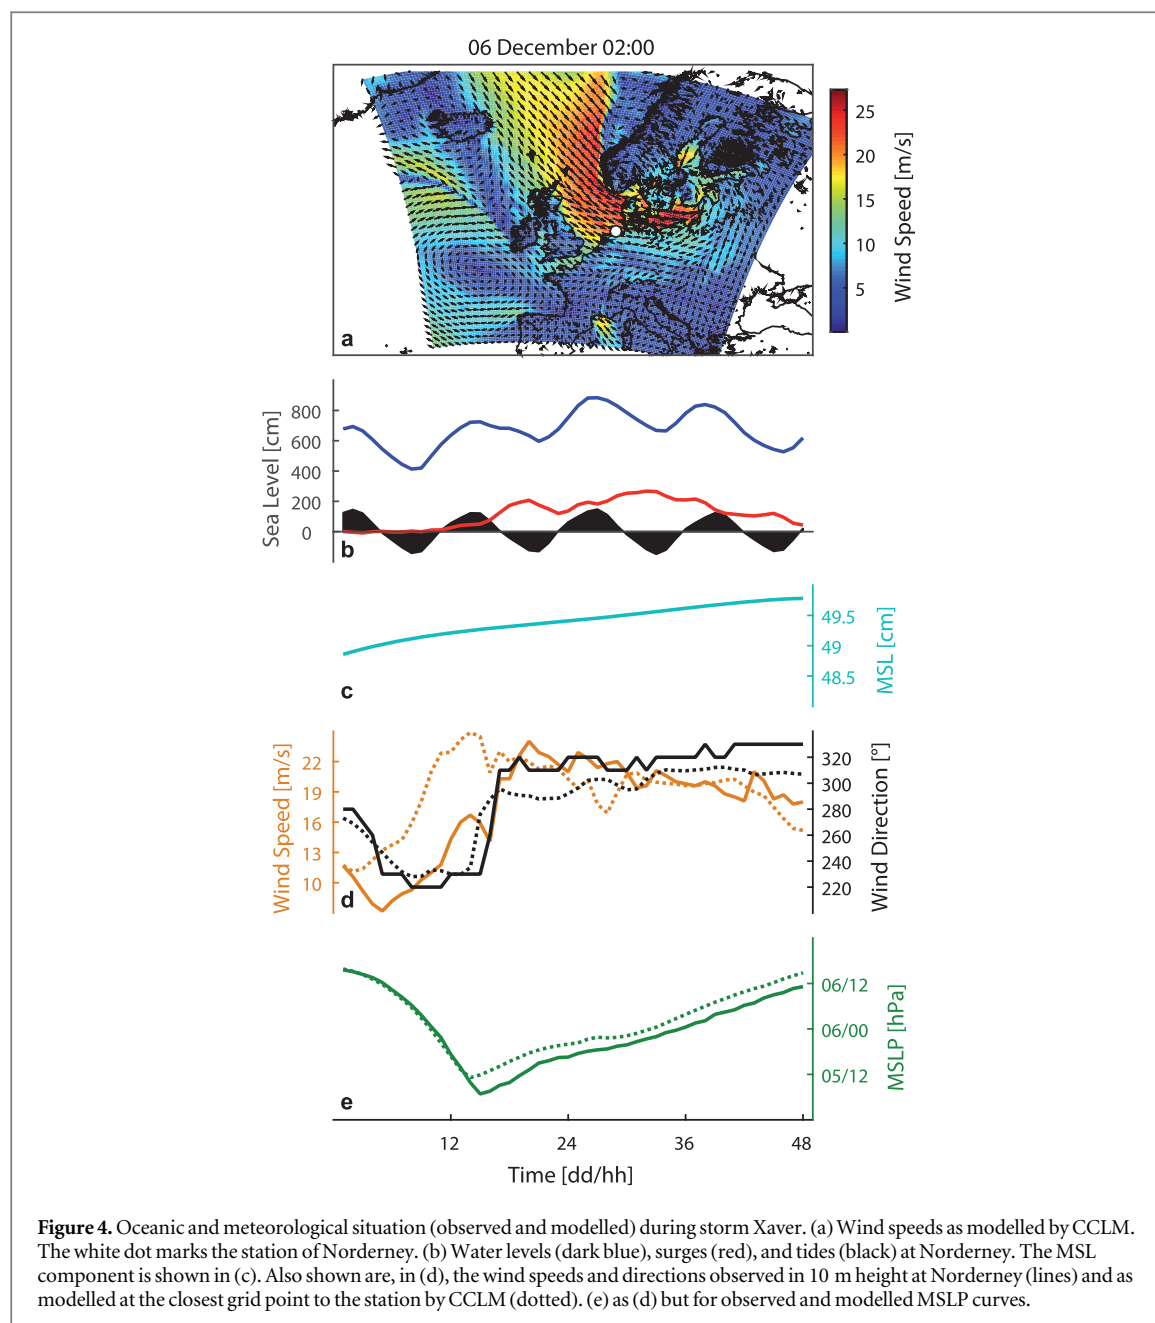 06 December 02:00
25
20
15
10
5
Wind Speed [m/s]
a
800
600
400
200
0
Sea Level [cm]
b
49.5
49
48.5
MSL [cm]
c
22
19
16
13
10
Wind Speed [m/s]
320
300
280
260
240
220
Wind Direction [°]
d
06/12
06/00
05/12
MSLP [hPa]
e
12 24 36 48
Time [dd/hh]
Figure 4. Oceanic and meteorological situation (observed and modelled) during storm Xaver. (a) Wind speeds as modelled by CCLM.
The white dot marks the station of Norderney. (b) Water levels (dark blue), surges (red), and tides (black) at Norderney. The MSL
component is shown in (c). Also shown are, in (d), the wind speeds and directions observed in 10 m height at Norderney (lines) and as
modelled at the closest grid point to the station by CCLM (dotted). (e) as (d) but for observed and modelled MSLP curves.